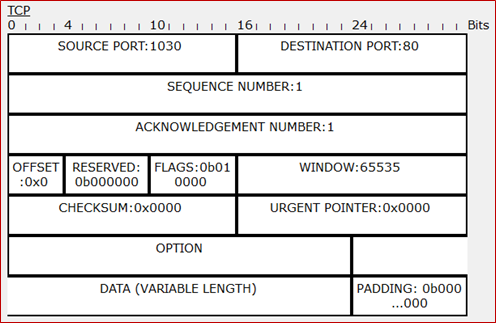 TCP
0 4 10 16 24 Bits
SOURCE PORT:1030 DESTINATION PORT:80
SEQUENCE NUMBER:1
ACKNOWLEDGEMENT NUMBER:1
OFFSET RESERVED: FLAGS:0b01 WINDOW:65535
:0x0 0b000000 0000
CHECKSUM:0x0000 URGENT POINTER:0x0000
OPTION
DATA (VARIABLE LENGTH) PADDING: 0b000
...000